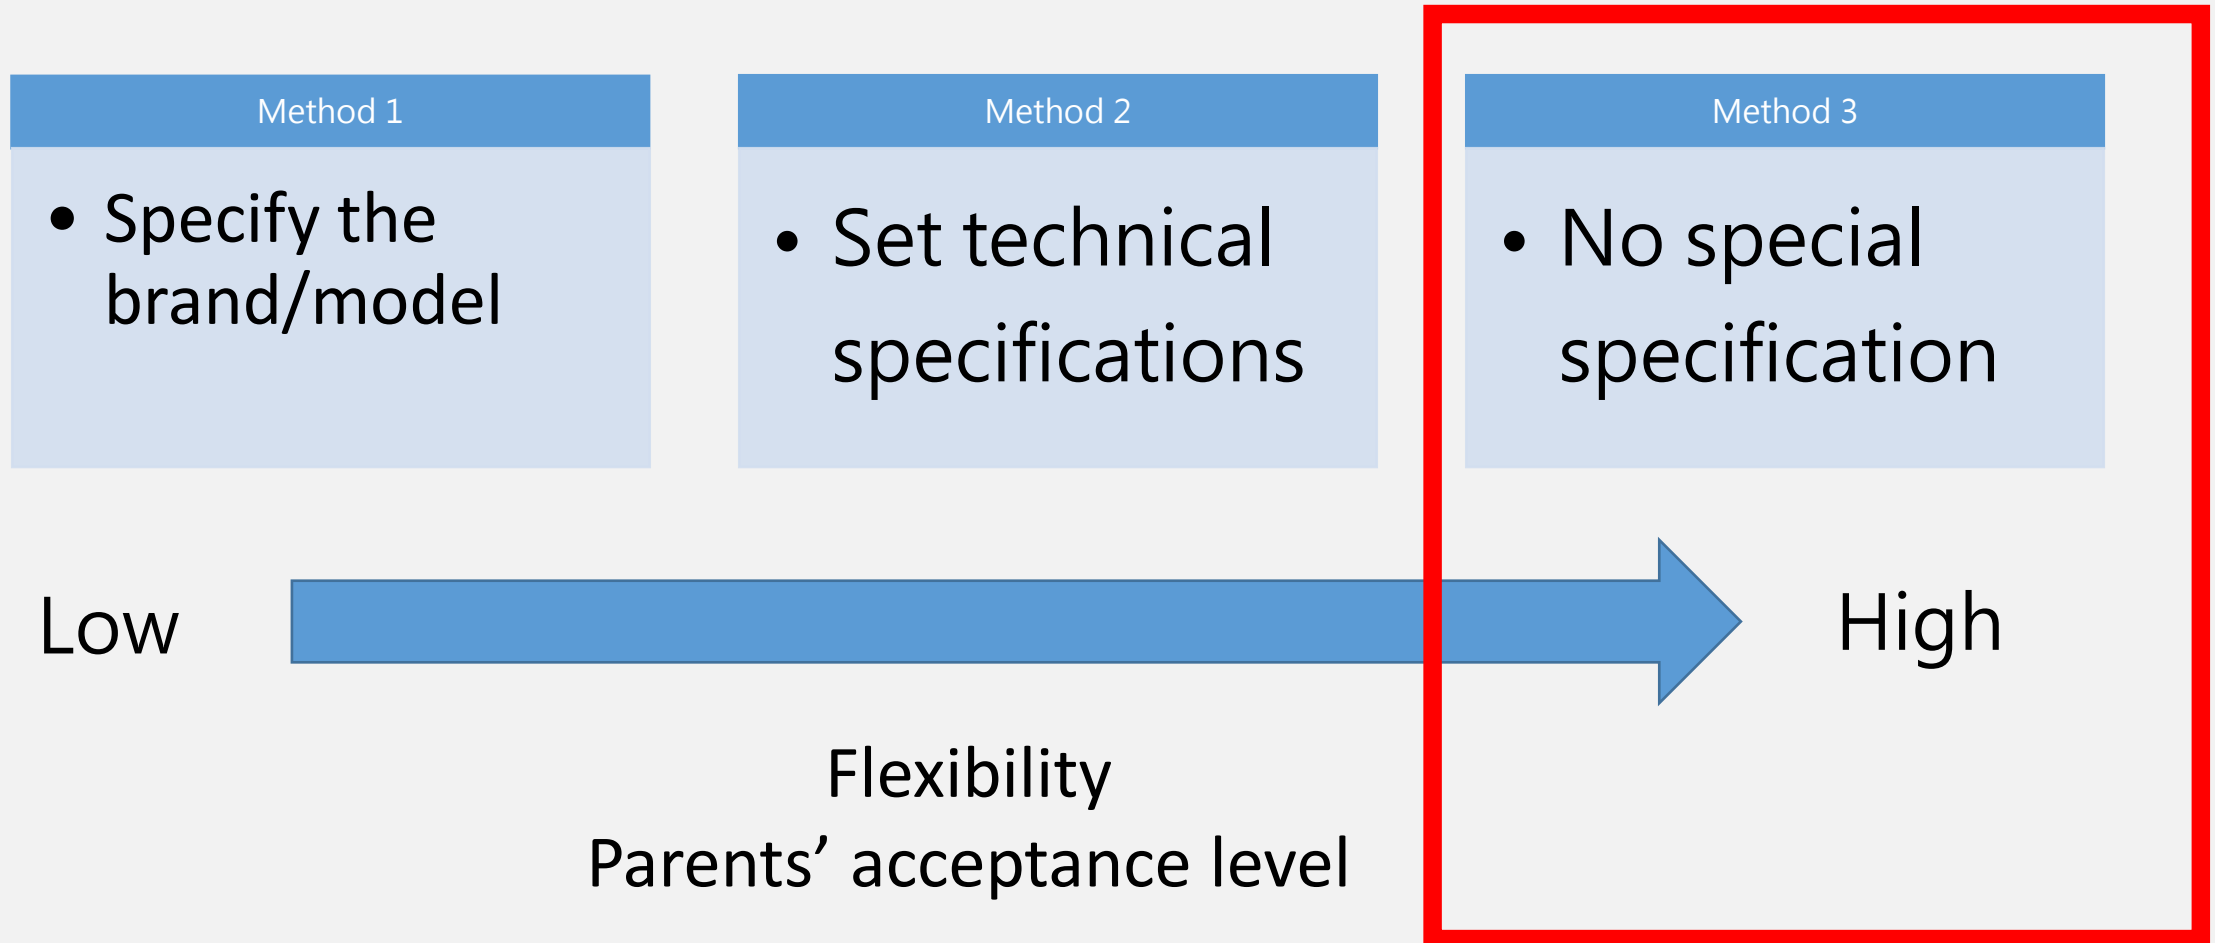 Method 1
• Specify the
brand/model
Method 2
• Set technical
specifications
Method 3
• No special
specification
Low
High
Flexibility
Parents’ acceptance level